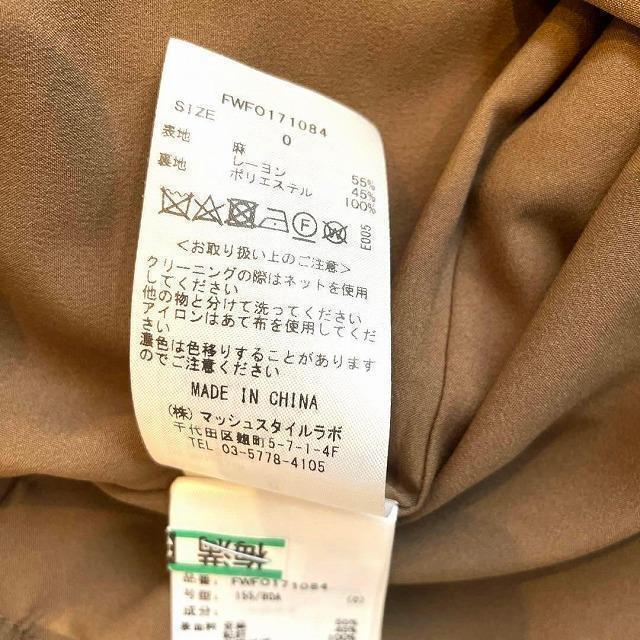 FWFO171084
SIZE 0
表地 麻 55%
レーヨン 45%
裏地 ポリエステル 100%
F W
E005
<お取り扱い上のご注意>
クリーニングの際はネットを使用
してください
他の物と分けて洗ってください
アイロンはあて布を使用してくだ
さい
濃色は色移りすることがあります
のでご注意ください
MADE IN CHINA
(株) マッシュスタイルラボ
千代田区麹町5-7-1-4F
TEL 03-5778-4105
品番: FWFO171084
号型: 155/80A (0)
成分:
100%